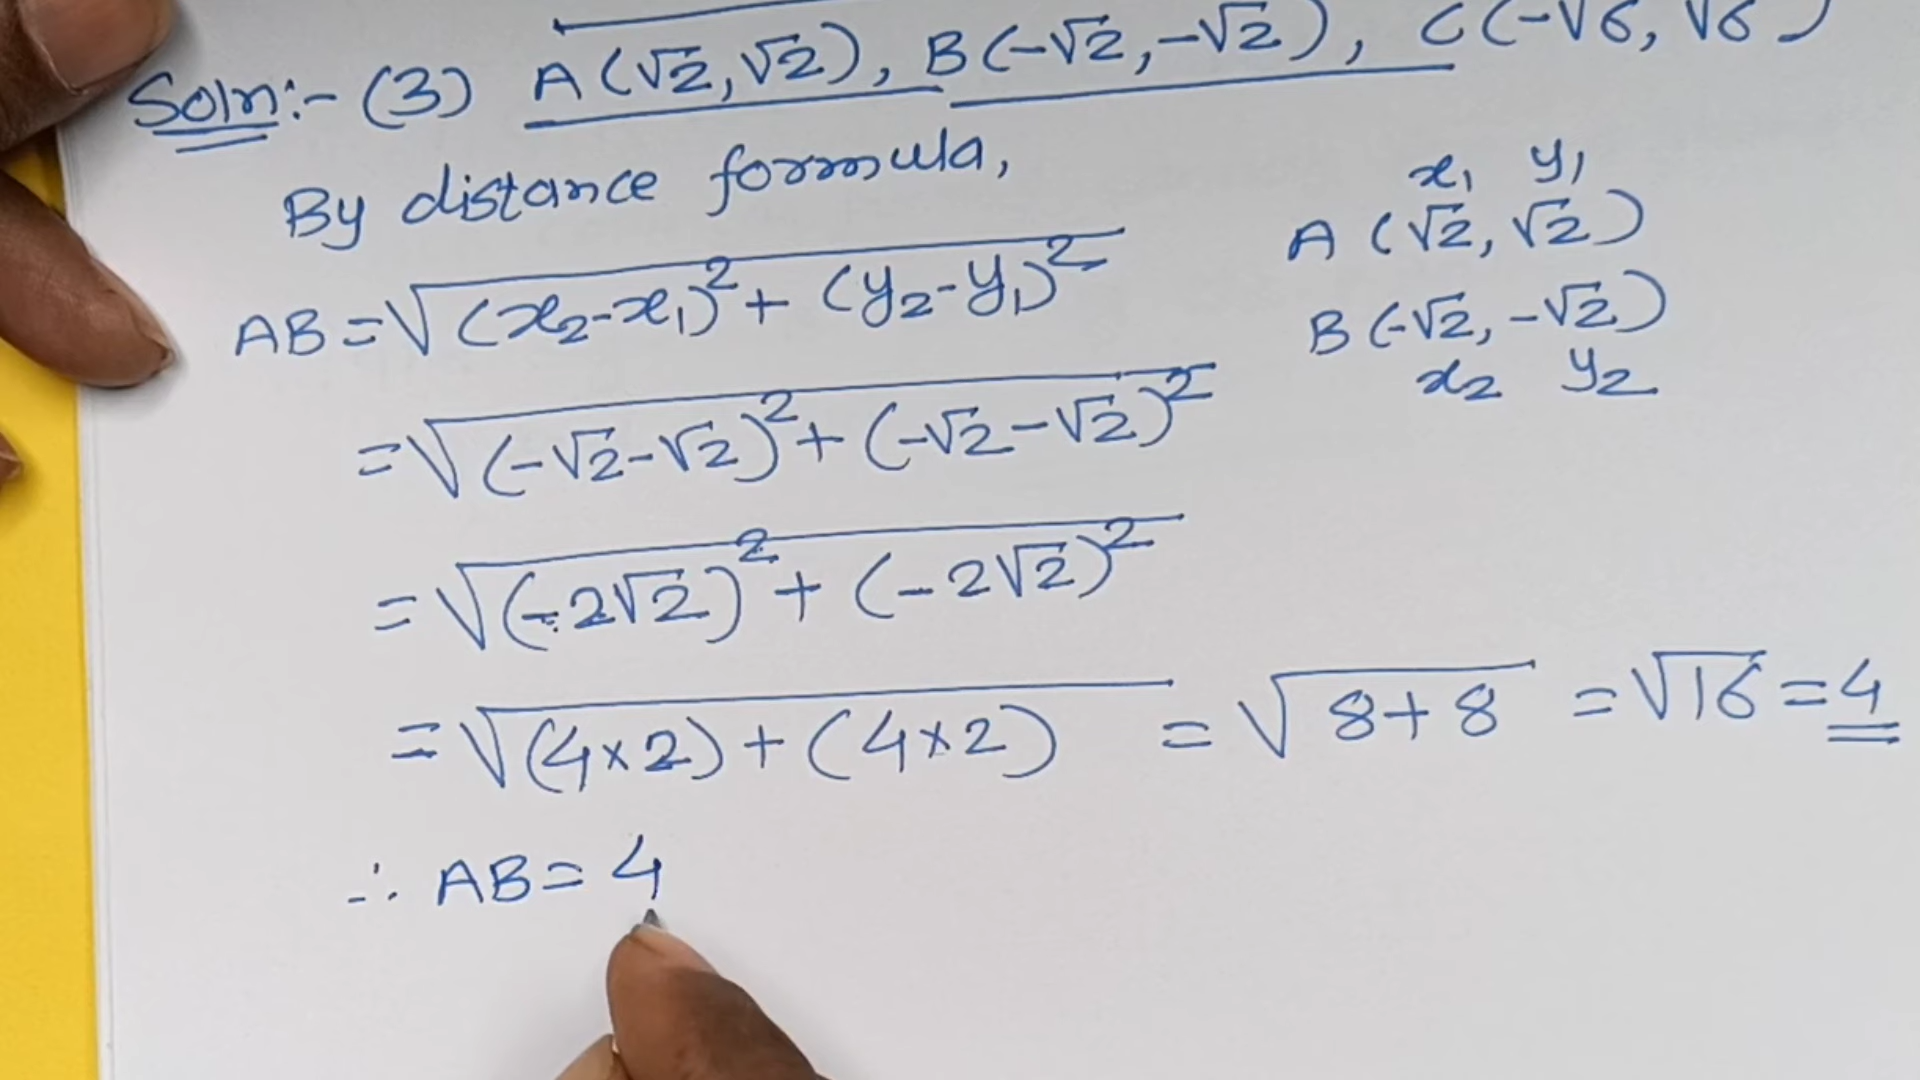 Soln:- (3) A(√2,√2), B(-√2,-√2), C(-√6,√6)
By distance formula,
x₁ y₁
A (√2, √2)
B (-√2, -√2)
x₂ y₂
AB = √(x₂-x₁)² + (y₂-y₁)²
= √(-√2-√2)² + (-√2-√2)²
= √(-2√2)² + (-2√2)²
= √(4×2) + (4×2) = √8+8 = √16 = 4
∴ AB = 4